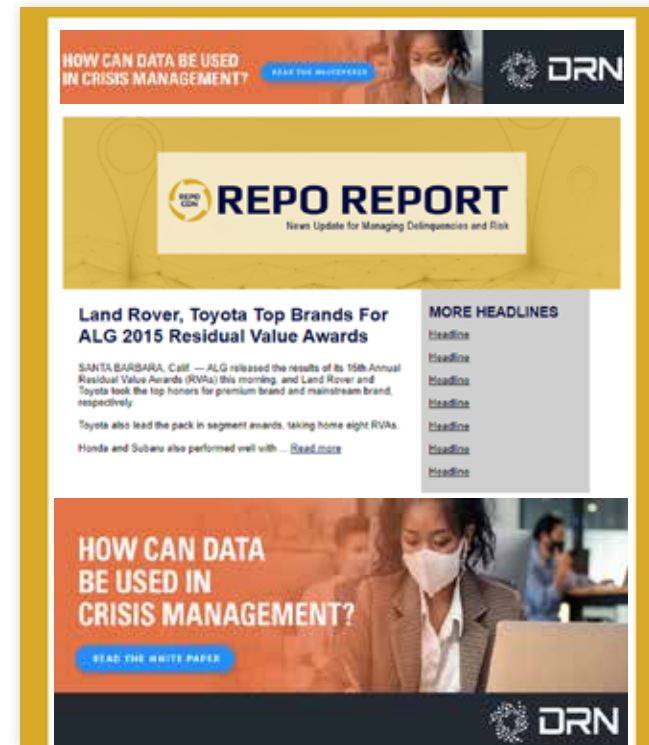 HOW CAN DATA BE USED
IN CRISIS MANAGEMENT?
READ THE WHITEPAPER
DRN
REPO
CON
REPO REPORT
News Update for Managing Delinquencies and Risk
Land Rover, Toyota Top Brands For
ALG 2015 Residual Value Awards
SANTA BARBARA, Calif. — ALG released the results of its 15th Annual
Residual Value Awards (RVAs) this morning, and Land Rover and
Toyota took the top honors for premium brand and mainstream brand,
respectively.
Toyota also lead the pack in segment awards, taking home eight RVAs.
Honda and Subaru also performed well with ... Read more
MORE HEADLINES
Headline
Headline
Headline
Headline
Headline
Headline
Headline
HOW CAN DATA
BE USED IN
CRISIS MANAGEMENT?
READ THE WHITE PAPER
DRN